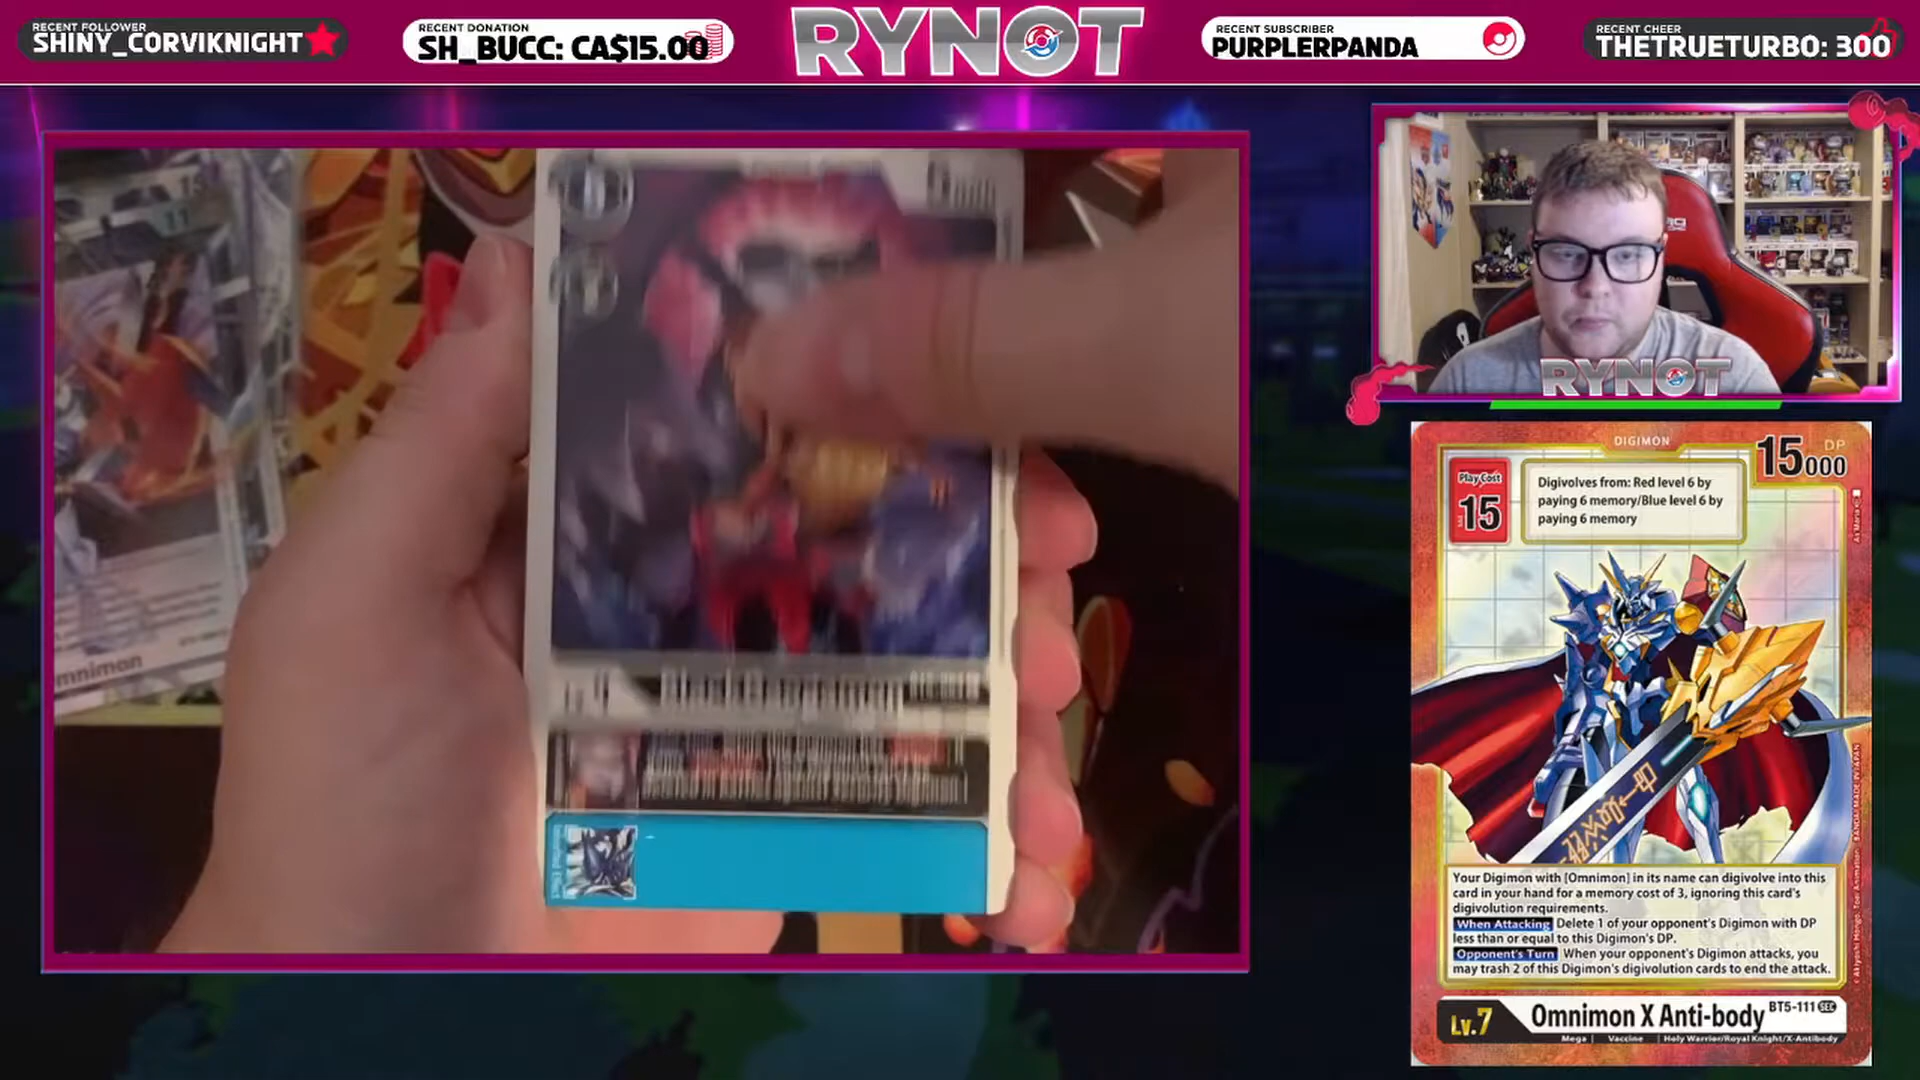 RECENT FOLLOWER
SHINY_CORVIKNIGHT
RECENT DONATION
SH_BUCC: CA$15.00
RYNOT
RECENT SUBSCRIBER
PURPLERPANDA
RECENT CHEER
THETRUETURBO: 300
RYNOT
DIGIMON
15000 DP
Play Cost
15
Digivolves from: Red level 6 by
paying 6 memory/Blue level 6 by
paying 6 memory
Your Digimon with [Omnimon] in its name can digivolve into this
card in your hand for a memory cost of 3, ignoring this card's
digivolution requirements.
When Attacking Delete 1 of your opponent's Digimon with DP
less than or equal to this Digimon's DP.
Opponent's Turn When your opponent's Digimon attacks, you
may trash 2 of this Digimon's digivolution cards to end the attack.
Lv.7 Omnimon X Anti-body BT5-111 SEC
Mega | Vaccine | Holy Warrior/Royal Knight/X-Antibody